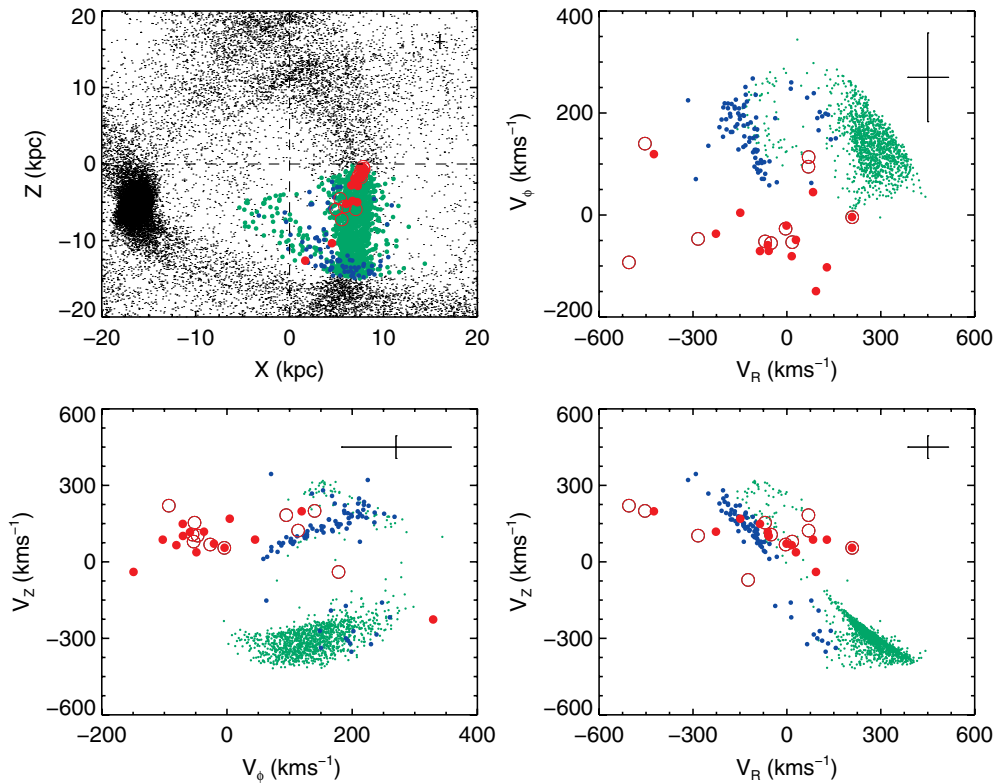 20
10
0
−10
−20
Z (kpc)
−20 −10 0 10 20
X (kpc)
400
200
0
−200
V_ϕ (kms⁻¹)
−600 −300 0 300 600
V_R (kms⁻¹)
600
300
0
−300
−600
V_Z (kms⁻¹)
−200 0 200 400
V_ϕ (kms⁻¹)
600
300
0
−300
−600
V_Z (kms⁻¹)
−600 −300 0 300 600
V_R (kms⁻¹)